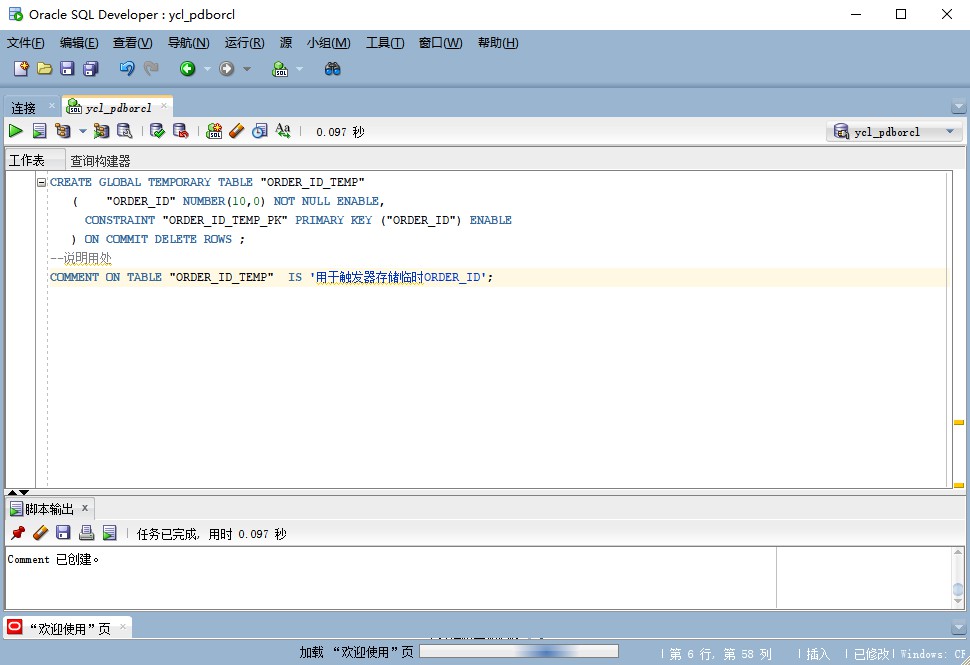 Oracle SQL Developer : ycl_pdborcl
文件(F) 编辑(E) 查看(V) 导航(N) 运行(R) 源 小组(M) 工具(T) 窗口(W) 帮助(H)
连接 ycl_pdborcl
0.097 秒 ycl_pdborcl
工作表 查询构建器
CREATE GLOBAL TEMPORARY TABLE "ORDER_ID_TEMP"
( "ORDER_ID" NUMBER(10,0) NOT NULL ENABLE,
CONSTRAINT "ORDER_ID_TEMP_PK" PRIMARY KEY ("ORDER_ID") ENABLE
) ON COMMIT DELETE ROWS ;
--说明用处
COMMENT ON TABLE "ORDER_ID_TEMP" IS '用于触发器存储临时ORDER_ID';
脚本输出
任务已完成, 用时 0.097 秒
Comment 已创建。
“欢迎使用”页
加载 “欢迎使用”页 第 6 行, 第 58 列 插入 已修改 Windows: